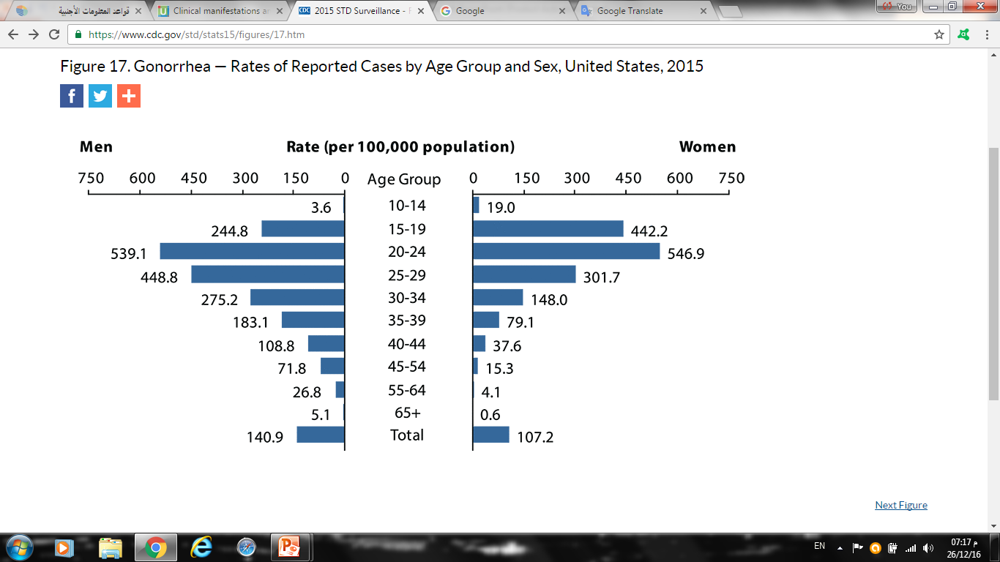 قواعد المعلومات الأجنبية
Clinical manifestations ar
CDC 2015 STD Surveillance - F
Google
Google Translate
You
https://www.cdc.gov/std/stats15/figures/17.htm
Figure 17. Gonorrhea — Rates of Reported Cases by Age Group and Sex, United States, 2015
Men Rate (per 100,000 population) Women
750 600 450 300 150 0 Age Group 0 150 300 450 600 750
3.6 10-14 19.0
244.8 15-19 442.2
539.1 20-24 546.9
448.8 25-29 301.7
275.2 30-34 148.0
183.1 35-39 79.1
108.8 40-44 37.6
71.8 45-54 15.3
26.8 55-64 4.1
5.1 65+ 0.6
140.9 Total 107.2
Next Figure
EN
07:17 م
26/12/16